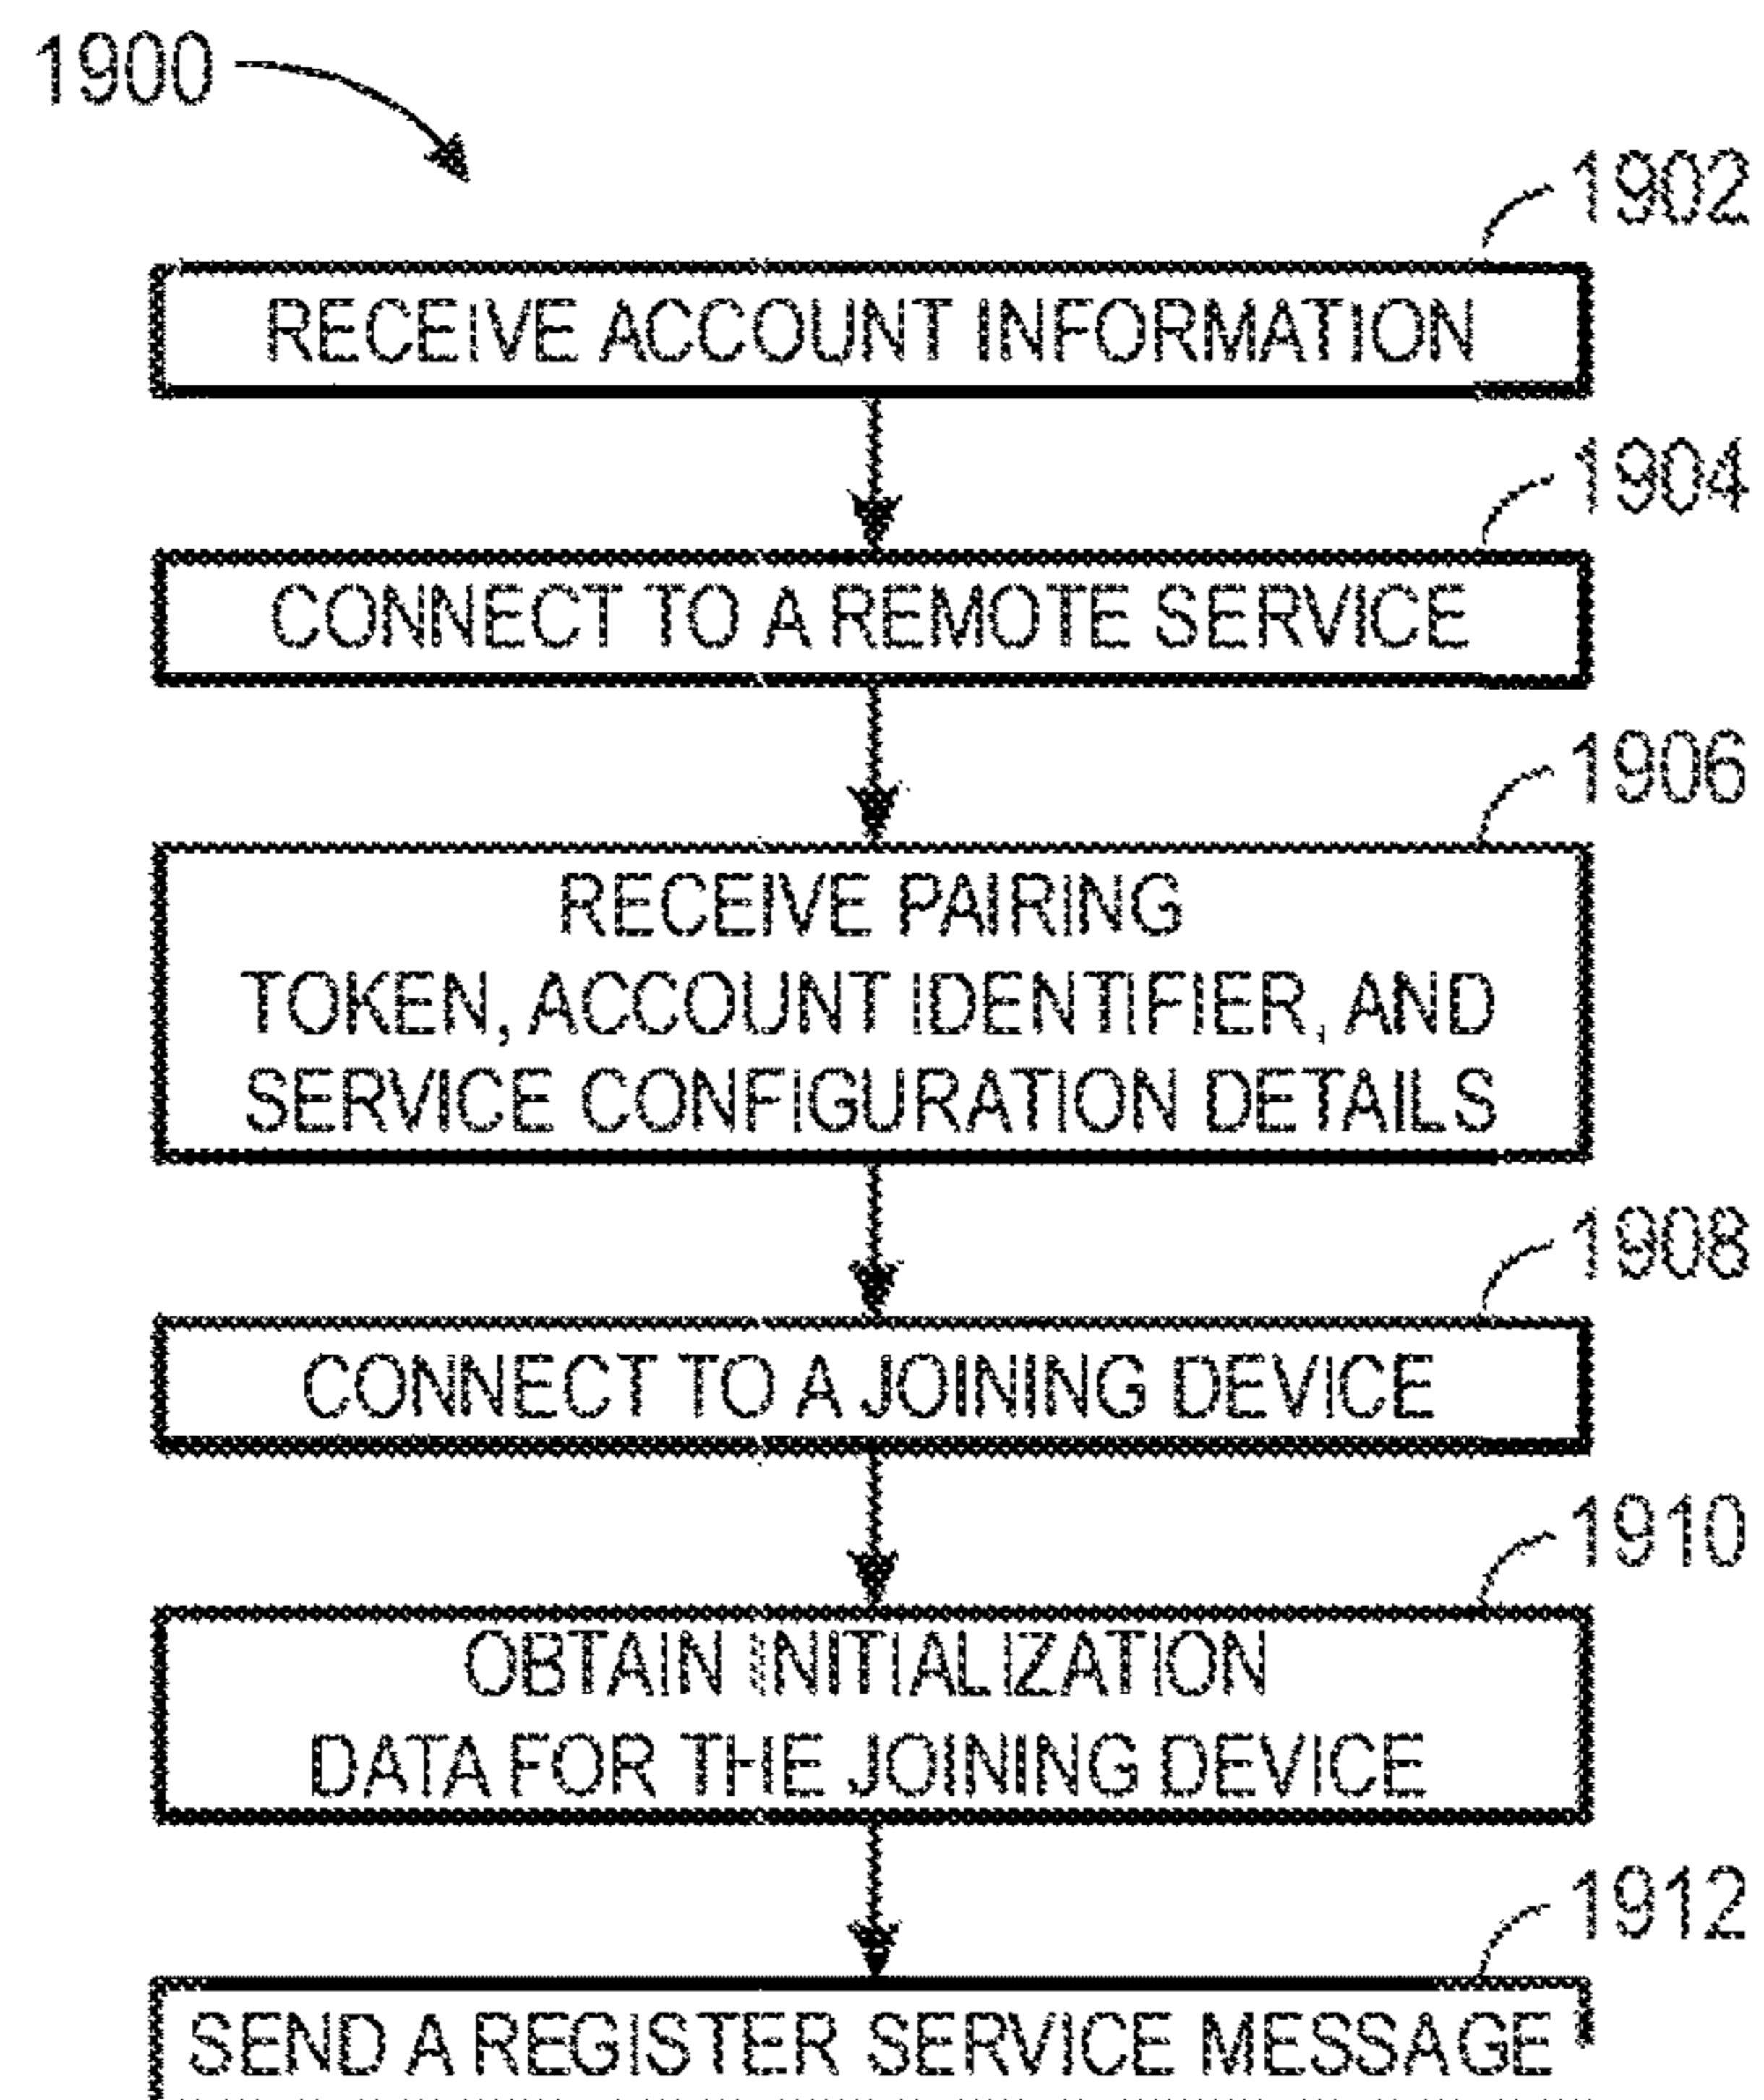 1900
1902
RECEIVE ACCOUNT INFORMATION
1904
CONNECT TO A REMOTE SERVICE
1906
RECEIVE PAIRING
TOKEN, ACCOUNT IDENTIFIER, AND
SERVICE CONFIGURATION DETAILS
1908
CONNECT TO A JOINING DEVICE
1910
OBTAIN INITIALIZATION
DATA FOR THE JOINING DEVICE
1912
SEND A REGISTER SERVICE MESSAGE